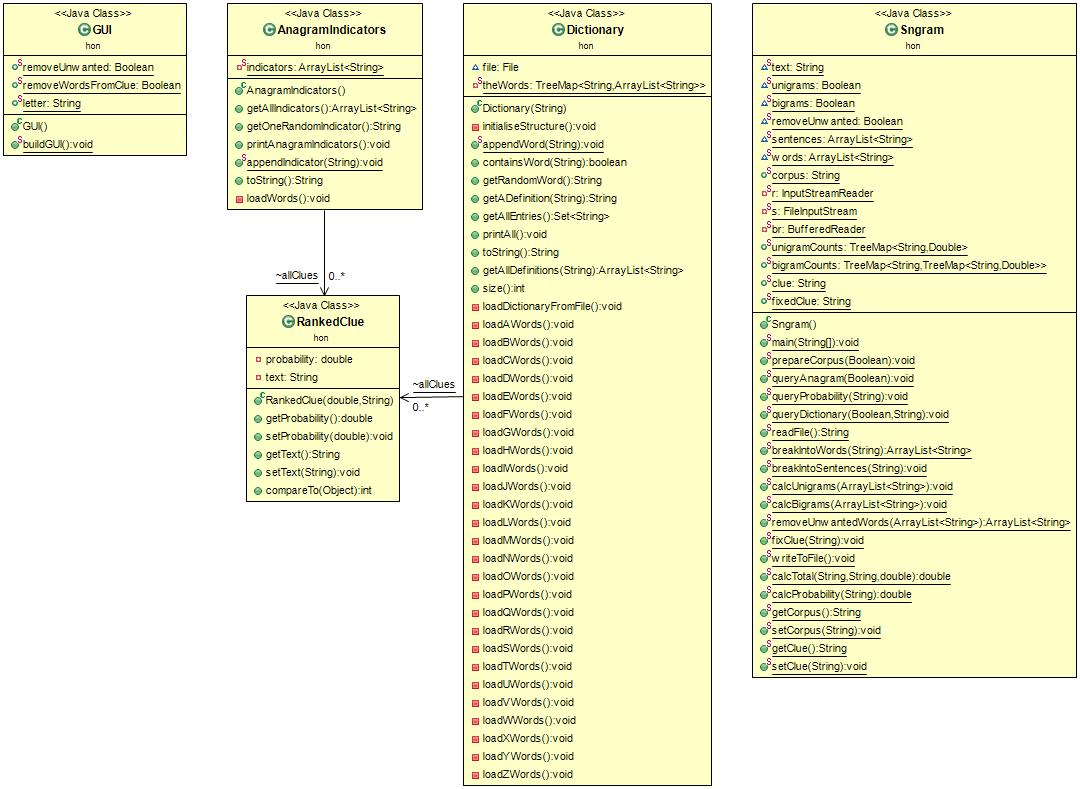 <<Java Class>>
GUI
hon
removeUnwanted: Boolean
removeWordsFromClue: Boolean
letter: String
GUI()
buildGUI():void
<<Java Class>>
AnagramIndicators
hon
indicators: ArrayList<String>
AnagramIndicators()
getAllIndicators():ArrayList<String>
getOneRandomIndicator():String
printAnagramIndicators():void
appendIndicator(String):void
toString():String
loadWords():void
~allClues
0..*
<<Java Class>>
RankedClue
hon
probability: double
text: String
RankedClue(double,String)
getProbability():double
setProbability(double):void
getText():String
setText(String):void
compareTo(Object):int
~allClues
0..*
<<Java Class>>
Dictionary
hon
file: File
theWords: TreeMap<String,ArrayList<String>>
Dictionary(String)
initialiseStructure():void
appendWord(String):void
containsWord(String):boolean
getRandomWord():String
getADefinition(String):String
getAllEntries():Set<String>
printAll():void
toString():String
getAllDefinitions(String):ArrayList<String>
size():int
loadDictionaryFromFile():void
loadAWords():void
loadBWords():void
loadCWords():void
loadDWords():void
loadEWords():void
loadFWords():void
loadGWords():void
loadHWords():void
loadIWords():void
loadJWords():void
loadKWords():void
loadLWords():void
loadMWords():void
loadNWords():void
loadOWords():void
loadPWords():void
loadQWords():void
loadRWords():void
loadSWords():void
loadTWords():void
loadUWords():void
loadVWords():void
loadWWords():void
loadXWords():void
loadYWords():void
loadZWords():void
<<Java Class>>
Sngram
hon
text: String
unigrams: Boolean
bigrams: Boolean
removeUnwanted: Boolean
sentences: ArrayList<String>
words: ArrayList<String>
corpus: String
r: InputStreamReader
s: FileInputStream
br: BufferedReader
unigramCounts: TreeMap<String,Double>
bigramCounts: TreeMap<String,TreeMap<String,Double>>
clue: String
fixedClue: String
Sngram()
main(String[]):void
prepareCorpus(Boolean):void
queryAnagram(Boolean):void
queryProbability(String):void
queryDictionary(Boolean,String):void
readFile():String
breakIntoWords(String):ArrayList<String>
breakIntoSentences(String):void
calcUnigrams(ArrayList<String>):void
calcBigrams(ArrayList<String>):void
removeUnwantedWords(ArrayList<String>):ArrayList<String>
fixClue(String):void
writeToFile():void
calcTotal(String,String,double):double
calcProbability(String):double
getCorpus():String
setCorpus(String):void
getClue():String
setClue(String):void